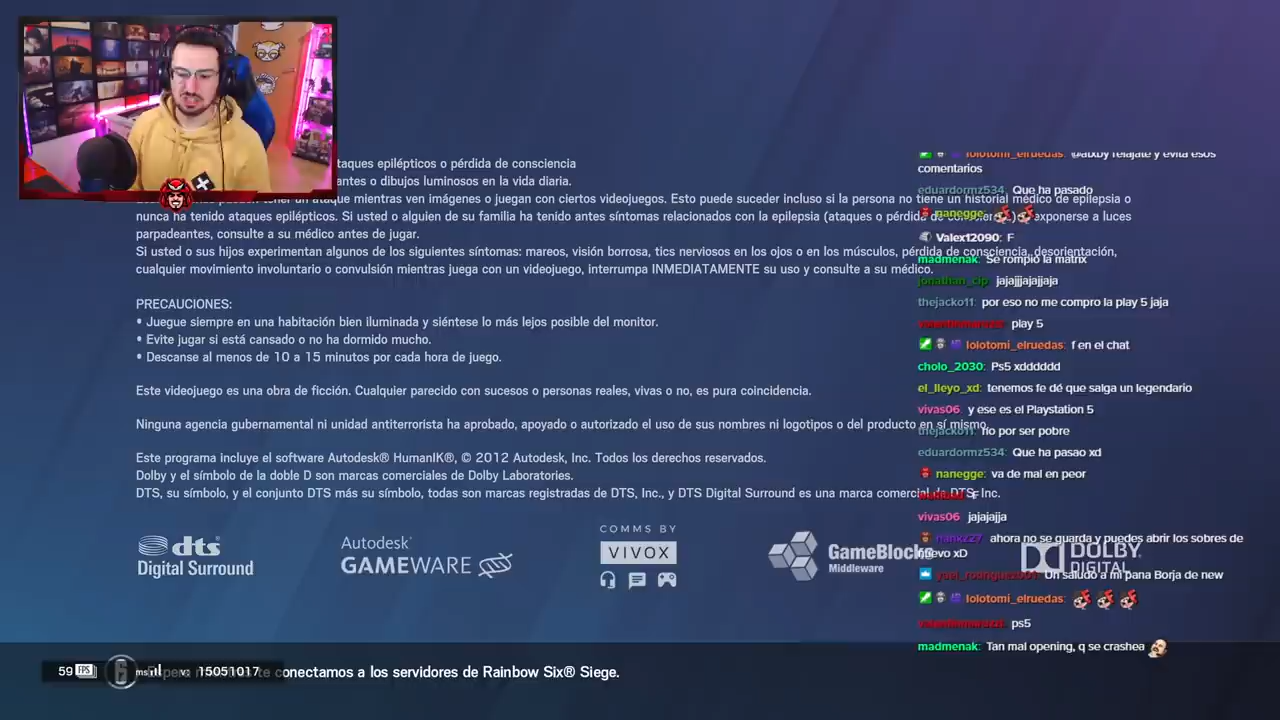 ataques epilépticos o pérdida de consciencia
antes o dibujos luminosos en la vida diaria.
un ataque mientras ven imágenes o juegan con ciertos videojuegos. Esto puede suceder incluso si la persona no tiene un historial médico de epilepsia o
nunca ha tenido ataques epilépticos. Si usted o alguien de su familia ha tenido antes síntomas relacionados con la epilepsia (ataques o pérdida de exponerse a luces
parpadeantes, consulte a su médico antes de jugar.
Si usted o sus hijos experimentan algunos de los siguientes síntomas: mareos, visión borrosa, tics nerviosos en los ojos o en los músculos, pérdida de consciencia, desorientación,
cualquier movimiento involuntario o convulsión mientras juega con un videojuego, interrumpa INMEDIATAMENTE su uso y consulte a su médico.
PRECAUCIONES:
• Juegue siempre en una habitación bien iluminada y siéntese lo más lejos posible del monitor.
• Evite jugar si está cansado o no ha dormido mucho.
• Descanse al menos de 10 a 15 minutos por cada hora de juego.
Este videojuego es una obra de ficción. Cualquier parecido con sucesos o personas reales, vivas o no, es pura coincidencia.
Ninguna agencia gubernamental ni unidad antiterrorista ha aprobado, apoyado o autorizado el uso de sus nombres ni logotipos o del producto en sí mismo.
Este programa incluye el software Autodesk® HumanIK®, © 2012 Autodesk, Inc. Todos los derechos reservados.
Dolby y el símbolo de la doble D son marcas comerciales de Dolby Laboratories.
DTS, su símbolo, y el conjunto DTS más su símbolo, todas son marcas registradas de DTS, Inc., y DTS Digital Surround es una marca comercial de DTS, Inc.
dts Digital Surround
Autodesk® GAMEWARE
COMMS BY
VIVOX
GameBlocks Middleware
DOLBY DIGITAL
lolotomi_elruedas: @abxby relajate y evita esos
comentarios
eduardormz534: Que ha pasado
nanegge:
Valex12090: F
madmenak: Se rompió la matrix
jonathan_cip: jajajjjajajjaja
thejacko11: por eso no me compro la play 5 jaja
play 5
lolotomi_elruedas: f en el chat
cholo_2030: Ps5 xdddddd
el_lleyo_xd: tenemos fe dé que salga un legendario
vivas06: y ese es el Playstation 5
thejacko11: fio por ser pobre
eduardormz534: Que ha pasao xd
nanegge: va de mal en peor
F
vivas06: jajajajja
nankz27: ahora no se guarda y puedes abrir los sobres de
nuevo xD
Un saludo a mi pana Borja de new
lolotomi_elruedas:
ps5
madmenak: Tan mal opening, q se crashea
59 FPS
ms
15051017
te conectamos a los servidores de Rainbow Six® Siege.